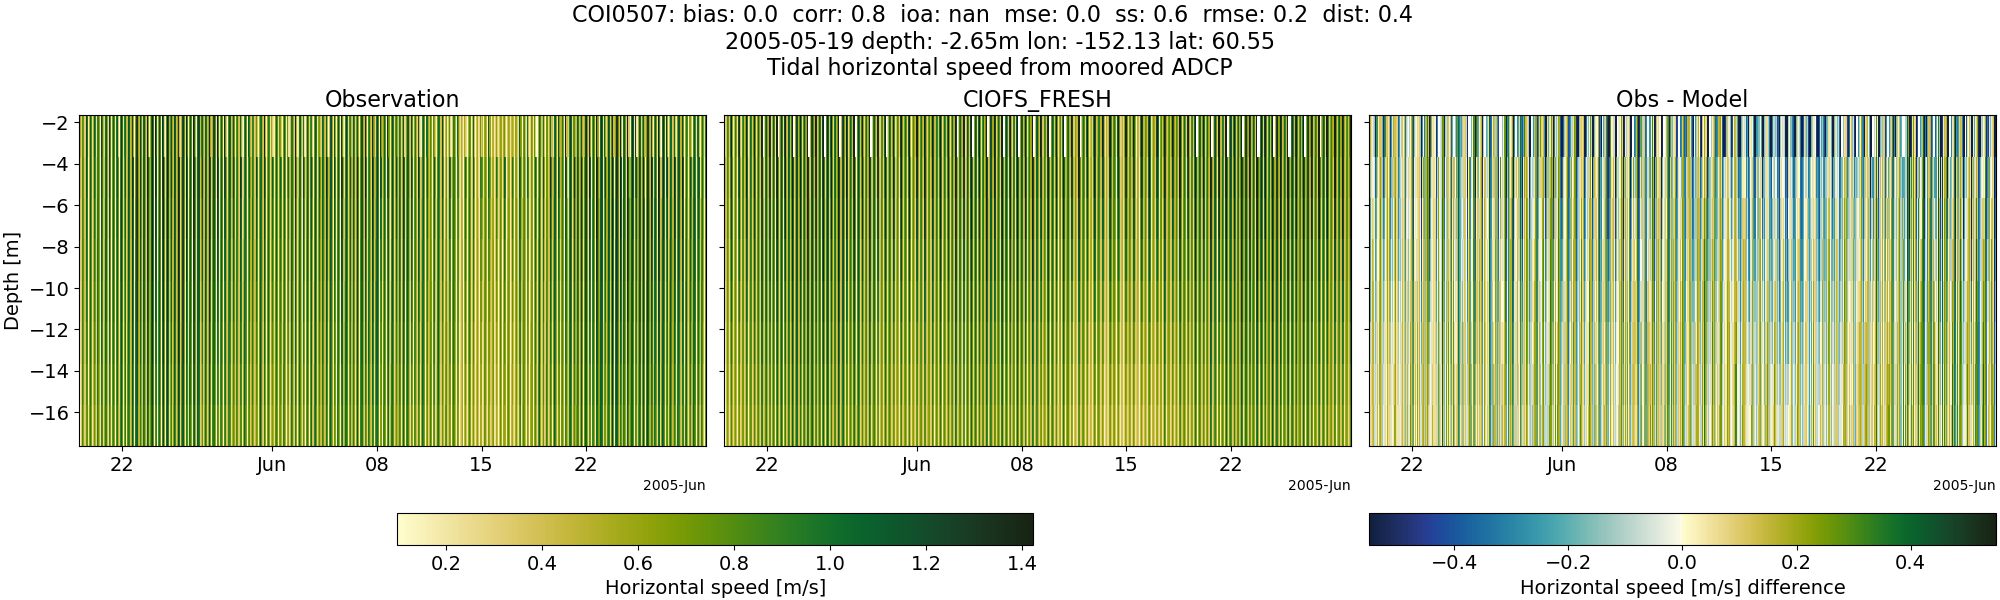 COI0507: bias: 0.0 corr: 0.8 ioa: nan mse: 0.0 ss: 0.6 rmse: 0.2 dist: 0.4
2005-05-19 depth: -2.65m lon: -152.13 lat: 60.55
Tidal horizontal speed from moored ADCP
Observation
CIOFS_FRESH
Obs - Model
Depth [m]
−2
−4
−6
−8
−10
−12
−14
−16
22 Jun 08 15 22
2005-Jun
22 Jun 08 15 22
2005-Jun
22 Jun 08 15 22
2005-Jun
0.2 0.4 0.6 0.8 1.0 1.2 1.4
Horizontal speed [m/s]
−0.4 −0.2 0.0 0.2 0.4
Horizontal speed [m/s] difference